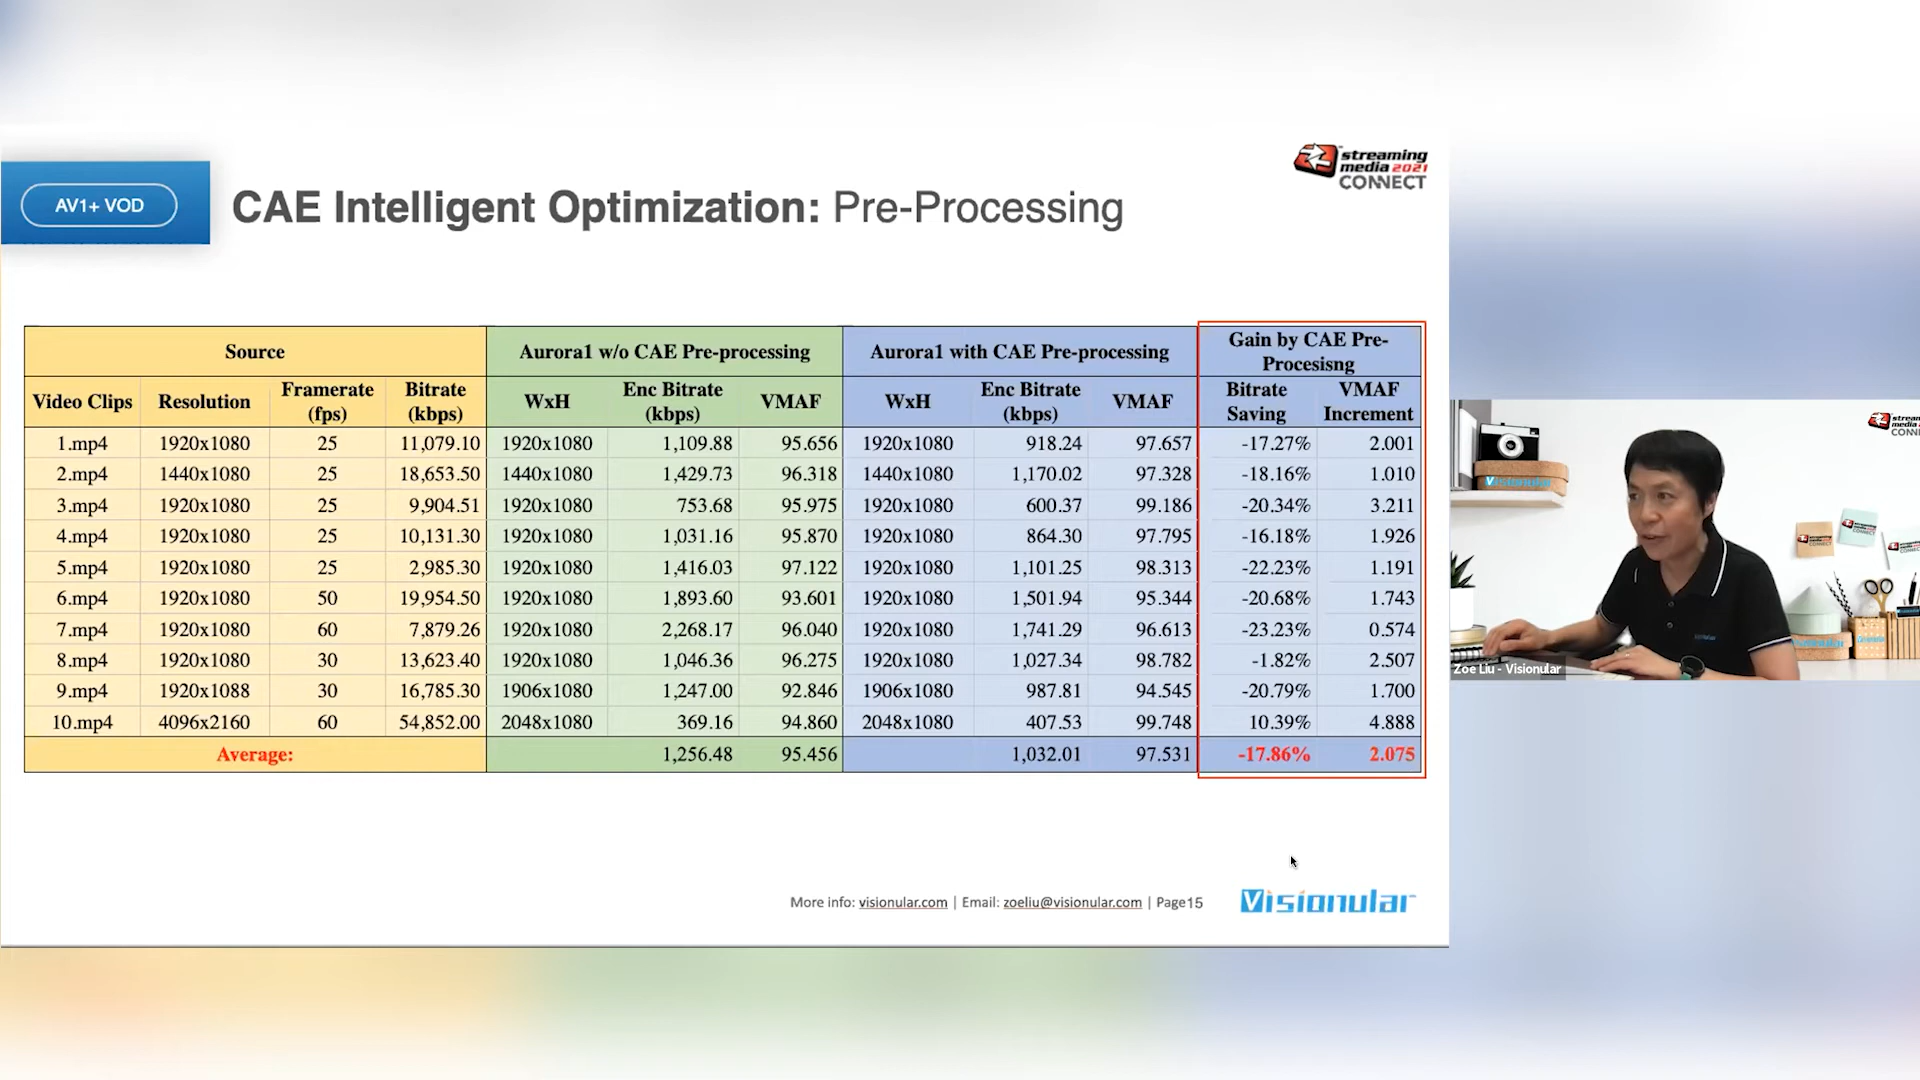 streaming
media 2021
CONNECT
AV1+ VOD
CAE Intelligent Optimization: Pre-Processing
Source
Aurora1 w/o CAE Pre-processing
Aurora1 with CAE Pre-processing
Gain by CAE Pre-
Procesisng
Video Clips Resolution Framerate (fps) Bitrate (kbps) WxH Enc Bitrate (kbps) VMAF WxH Enc Bitrate (kbps) VMAF Bitrate Saving VMAF Increment
1.mp4 1920x1080 25 11,079.10 1920x1080 1,109.88 95.656 1920x1080 918.24 97.657 -17.27% 2.001
2.mp4 1440x1080 25 18,653.50 1440x1080 1,429.73 96.318 1440x1080 1,170.02 97.328 -18.16% 1.010
3.mp4 1920x1080 25 9,904.51 1920x1080 753.68 95.975 1920x1080 600.37 99.186 -20.34% 3.211
4.mp4 1920x1080 25 10,131.30 1920x1080 1,031.16 95.870 1920x1080 864.30 97.795 -16.18% 1.926
5.mp4 1920x1080 25 2,985.30 1920x1080 1,416.03 97.122 1920x1080 1,101.25 98.313 -22.23% 1.191
6.mp4 1920x1080 50 19,954.50 1920x1080 1,893.60 93.601 1920x1080 1,501.94 95.344 -20.68% 1.743
7.mp4 1920x1080 60 7,879.26 1920x1080 2,268.17 96.040 1920x1080 1,741.29 96.613 -23.23% 0.574
8.mp4 1920x1080 30 13,623.40 1920x1080 1,046.36 96.275 1920x1080 1,027.34 98.782 -1.82% 2.507
9.mp4 1920x1088 30 16,785.30 1906x1080 1,247.00 92.846 1906x1080 987.81 94.545 -20.79% 1.700
10.mp4 4096x2160 60 54,852.00 2048x1080 369.16 94.860 2048x1080 407.53 99.748 10.39% 4.888
Average: 1,256.48 95.456 1,032.01 97.531 -17.86% 2.075
More info: visionular.com | Email: zoeliu@visionular.com | Page15
Visionular
Visionular
Zoe Liu - Visionular